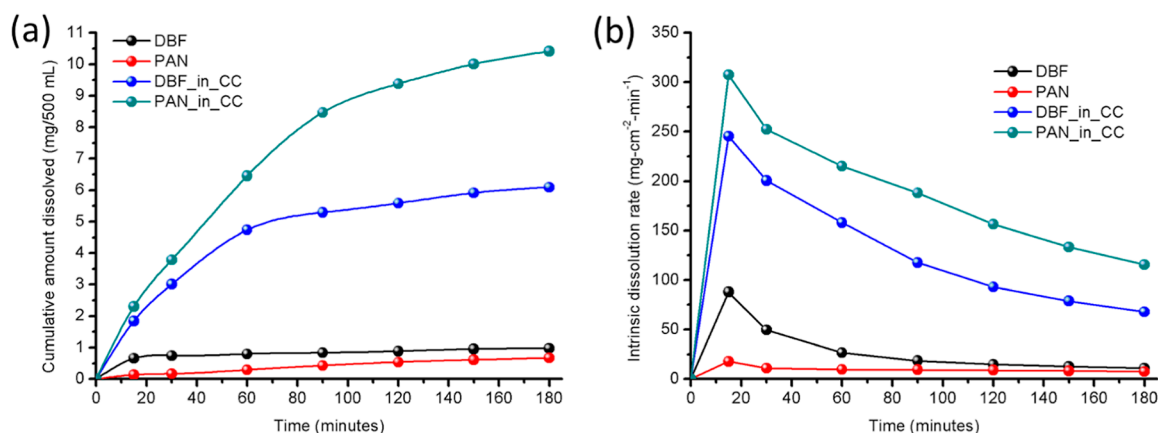 (a)
DBF
PAN
DBF_in_CC
PAN_in_CC
Cumulative amount dissolved (mg/500 mL)
11
10
9
8
7
6
5
4
3
2
1
0
0 20 40 60 80 100 120 140 160 180
Time (minutes)
(b)
DBF
PAN
DBF_in_CC
PAN_in_CC
Intrinsic dissolution rate (mg-cm⁻²-min⁻¹)
350
300
250
200
150
100
50
0
0 20 40 60 80 100 120 140 160 180
Time (minutes)